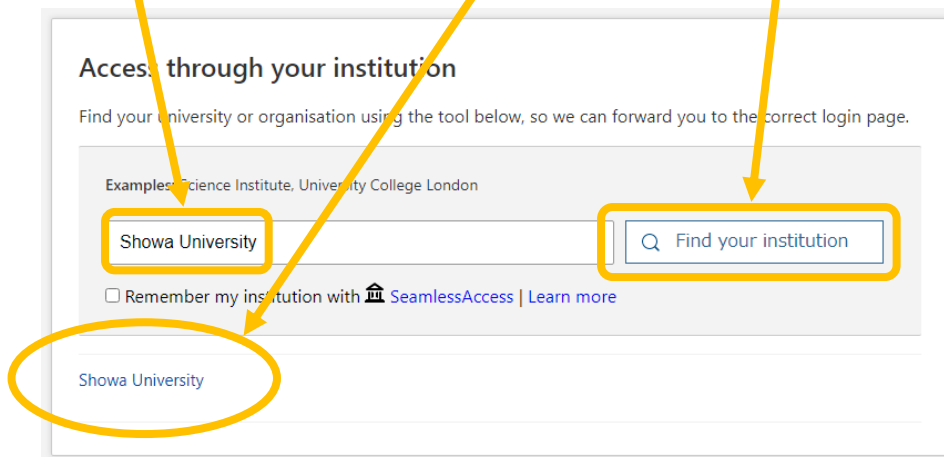 Access through your institution
Find your university or organisation using the tool below, so we can forward you to the correct login page.
Examples: Science Institute, University College London
Showa University
Find your institution
Remember my institution with SeamlessAccess | Learn more
Showa University